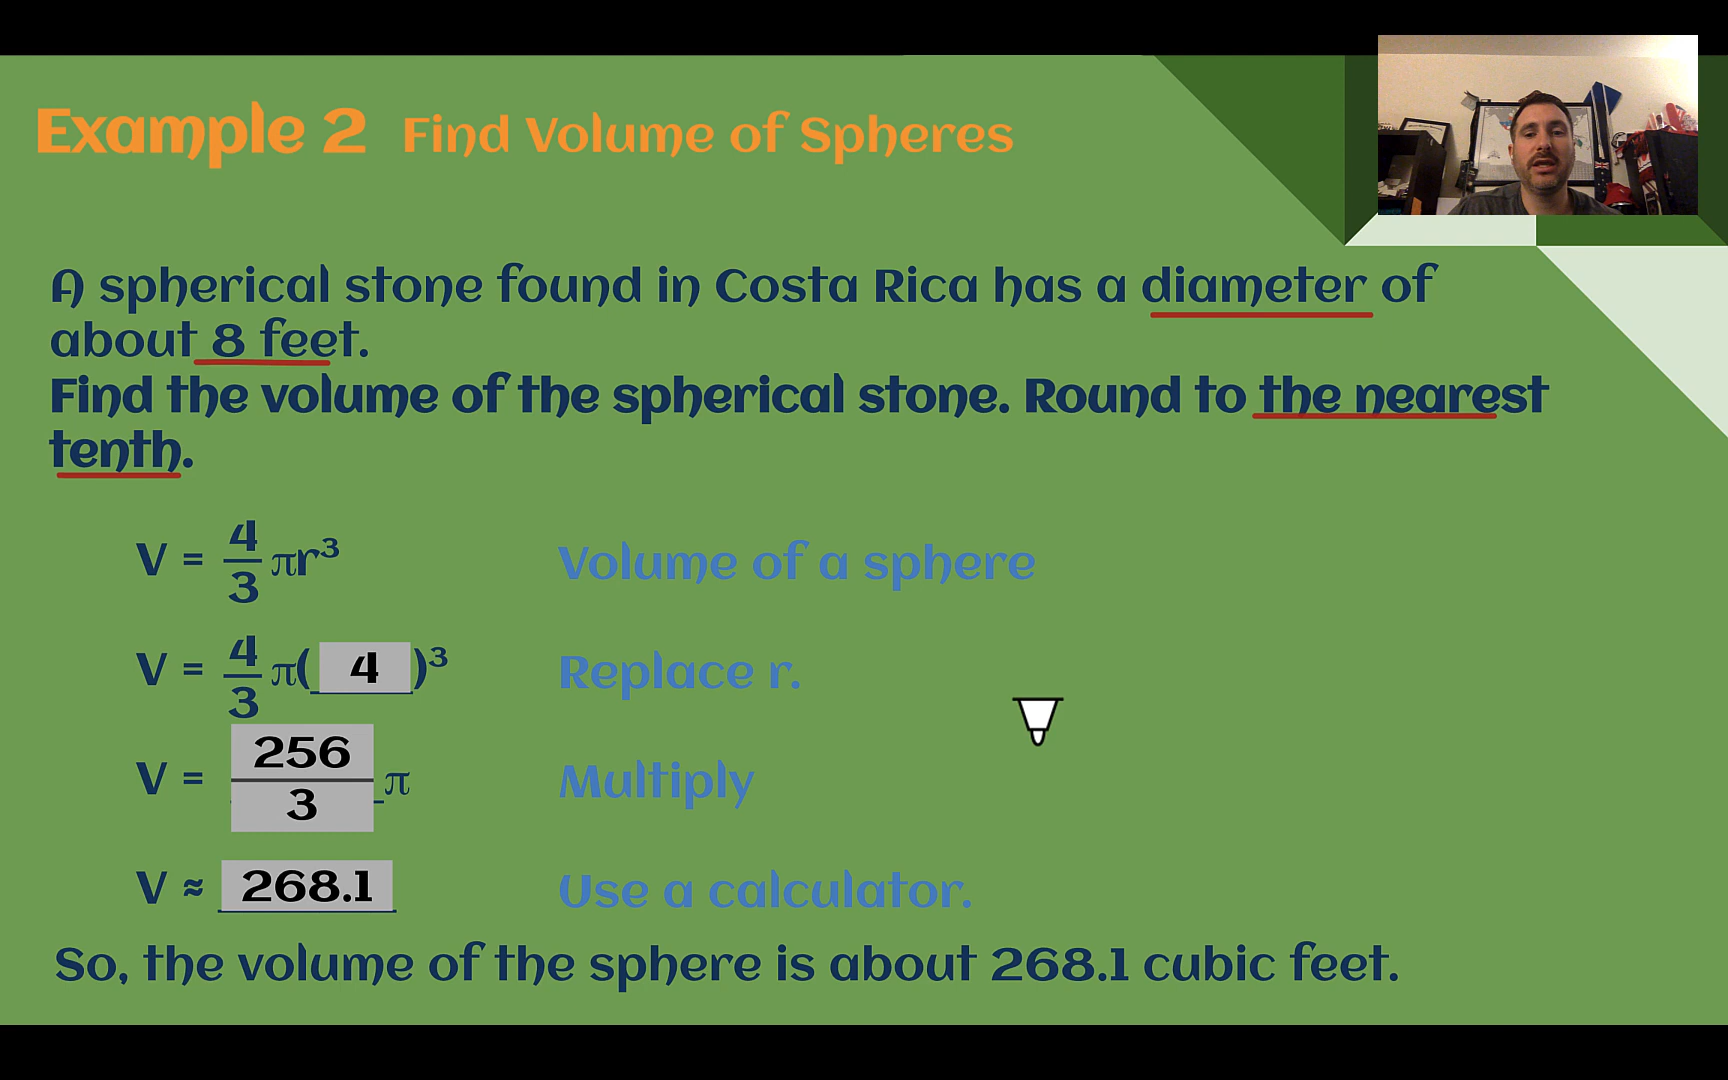 Example 2 Find Volume of Spheres
A spherical stone found in Costa Rica has a diameter of
about 8 feet.
Find the volume of the spherical stone. Round to the nearest
tenth.
V = 4/3 πr³ Volume of a sphere
V = 4/3 π( 4 )³ Replace r.
V = 256/3 π Multiply
V ≈ 268.1 Use a calculator.
So, the volume of the sphere is about 268.1 cubic feet.